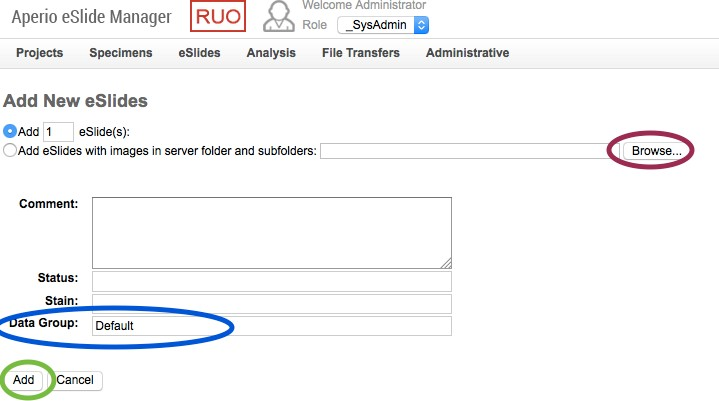 Aperio eSlide Manager
RUO
Welcome Administrator
Role _SysAdmin
Projects Specimens eSlides Analysis File Transfers Administrative
Add New eSlides
Add 1 eSlide(s):
Add eSlides with images in server folder and subfolders: Browse...
Comment:
Status:
Stain:
Data Group: Default
Add Cancel